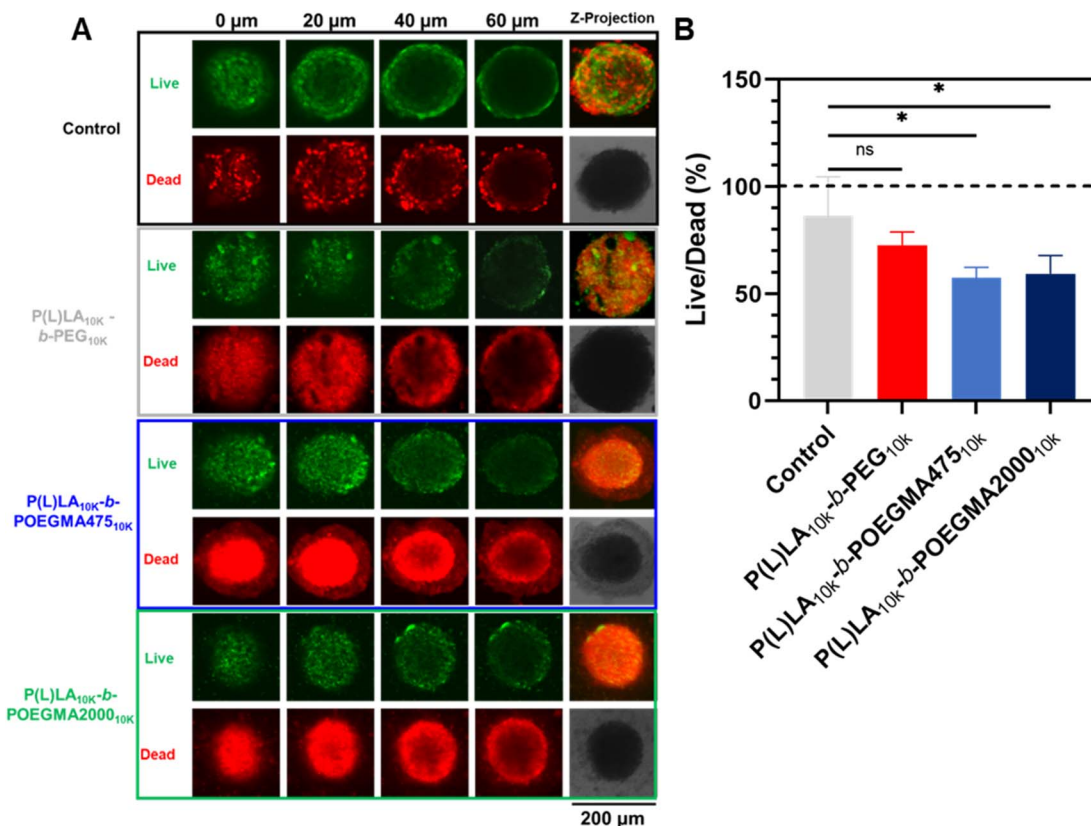 A
0 μm 20 μm 40 μm 60 μm Z-Projection
Control
Live
Dead
P(L)LA10K -
b-PEG10K
Live
Dead
P(L)LA10K-b-
POEGMA47510K
Live
Dead
P(L)LA10K-b-
POEGMA200010K
Live
Dead
200 μm
B
Live/Dead (%)
150
100
50
0
*
*
ns
Control
P(L)LA10k-b-PEG10k
P(L)LA10k-b-POEGMA47510k
P(L)LA10k-b-POEGMA200010k